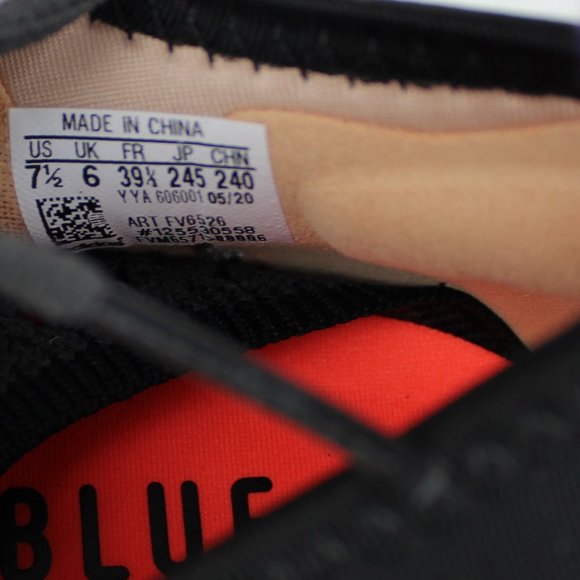 MADE IN CHINA
US UK FR JP CHN
7½ 6 39⅓ 245 240
YYA 606001 05/20
ART FV6526
#125530558
BLUE